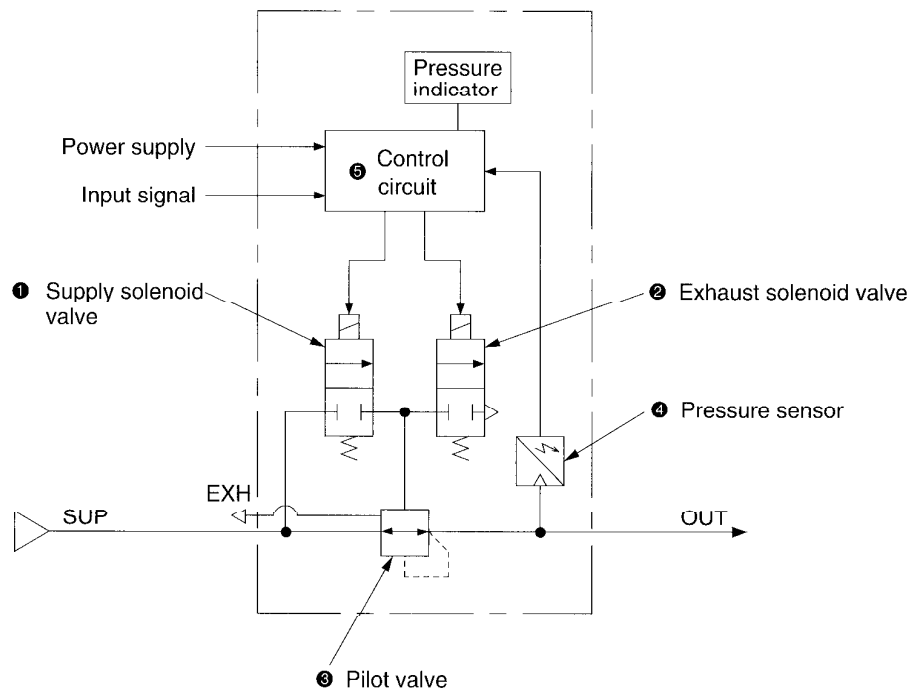 Pressure
indicator
Power supply
❺ Control
circuit
Input signal
❶ Supply solenoid
valve
❷ Exhaust solenoid valve
❹ Pressure sensor
EXH
SUP
OUT
❸ Pilot valve